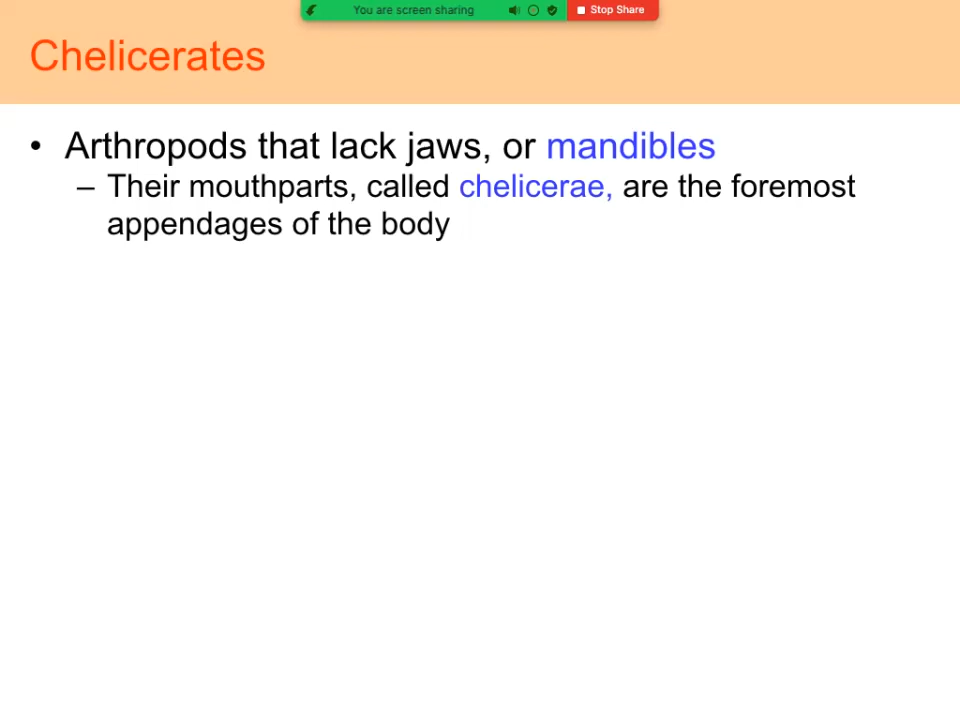 You are screen sharing
Stop Share
Chelicerates
• Arthropods that lack jaws, or mandibles
– Their mouthparts, called chelicerae, are the foremost
appendages of the body